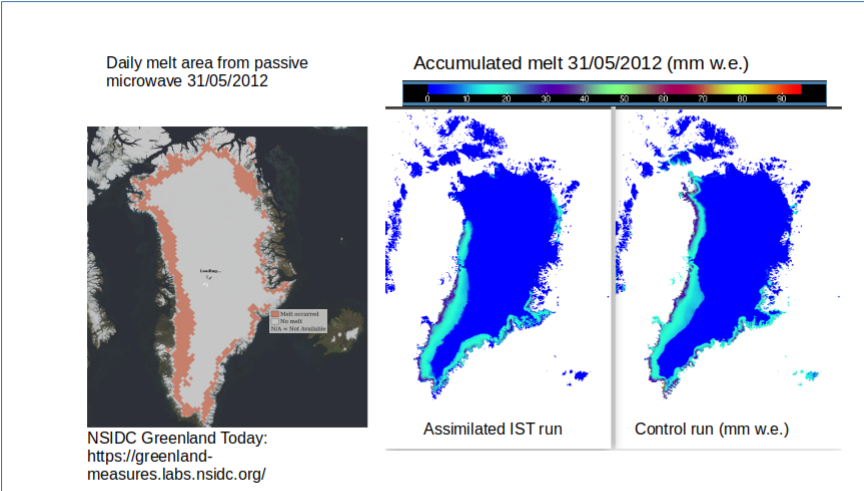 Daily melt area from passive
microwave 31/05/2012
Accumulated melt 31/05/2012 (mm w.e.)
0 10 20 30 40 50 60 70 80 90
Loading...
Melt occurred
No melt
N/A = Not Available
Assimilated IST run
Control run (mm w.e.)
NSIDC Greenland Today:
https://greenland-
measures.labs.nsidc.org/